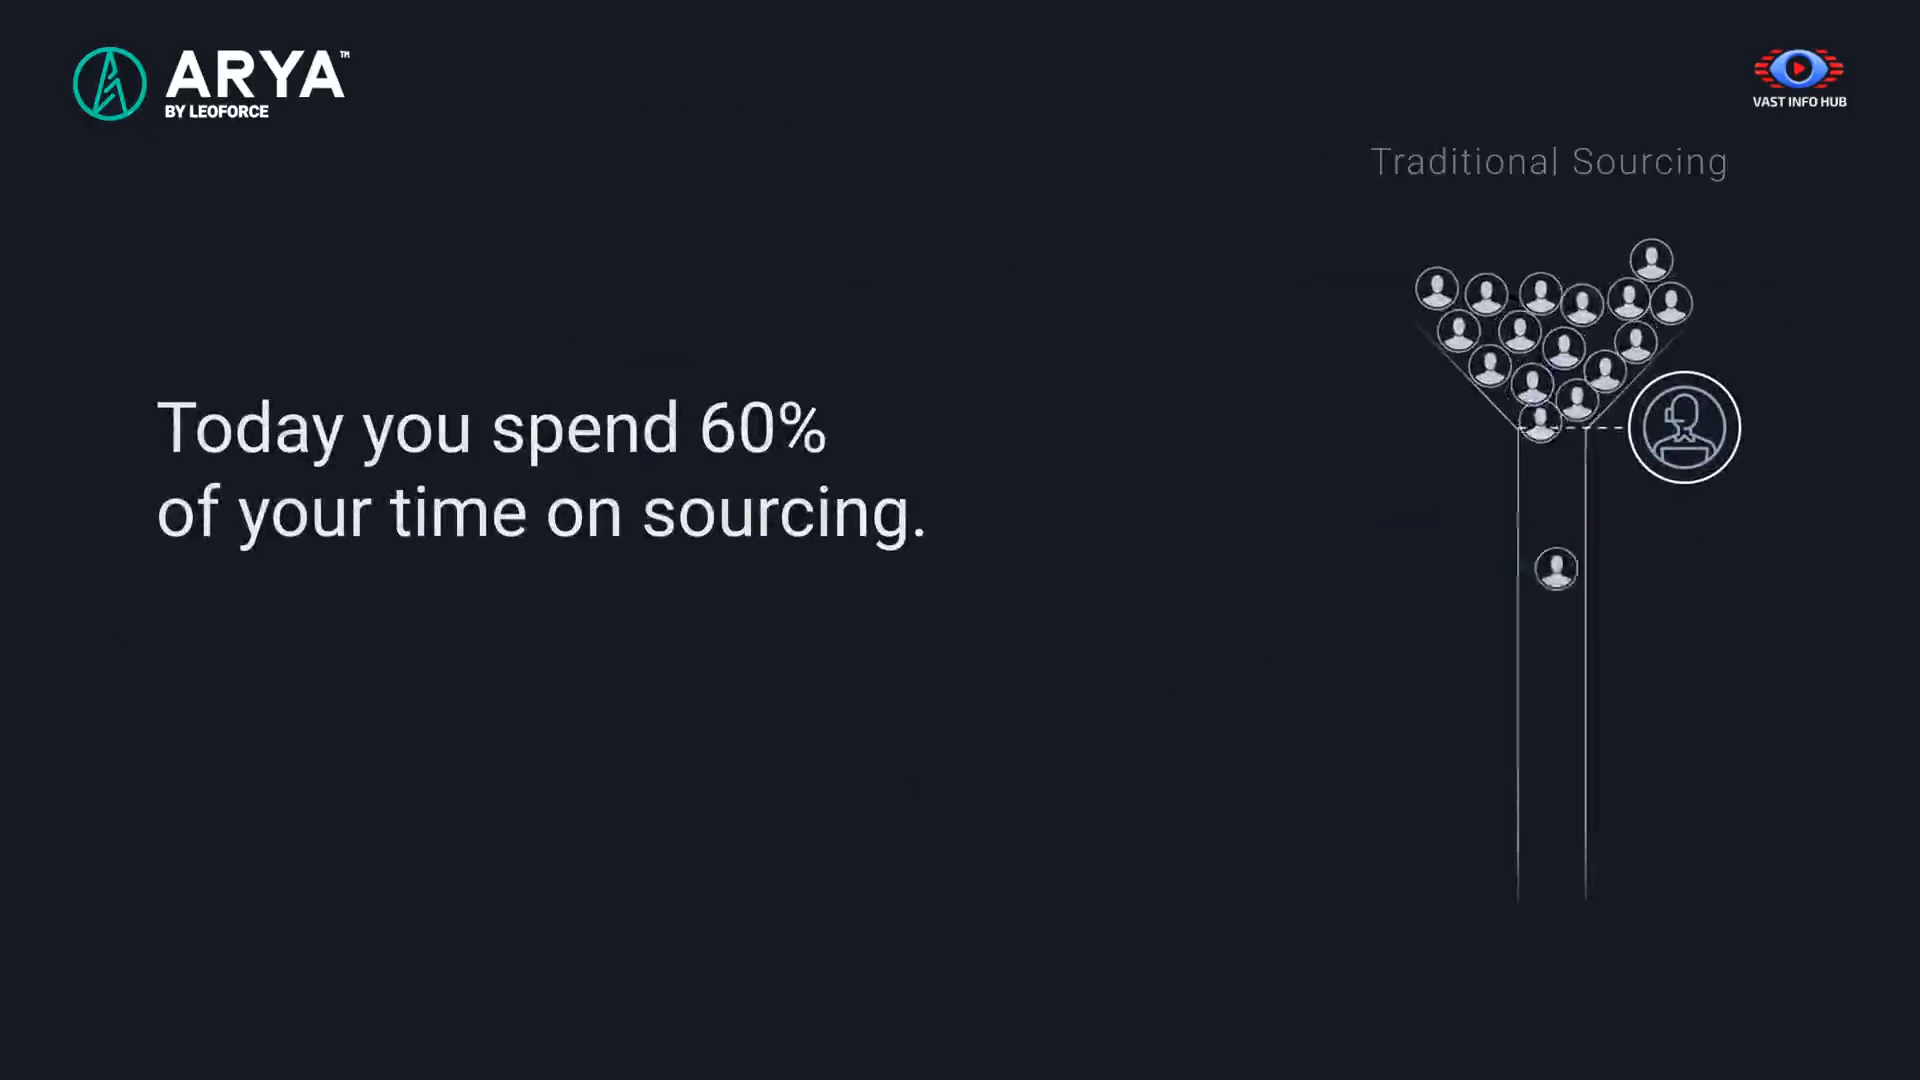 ARYA™
BY LEOFORCE
VAST INFO HUB
Traditional Sourcing
Today you spend 60%
of your time on sourcing.